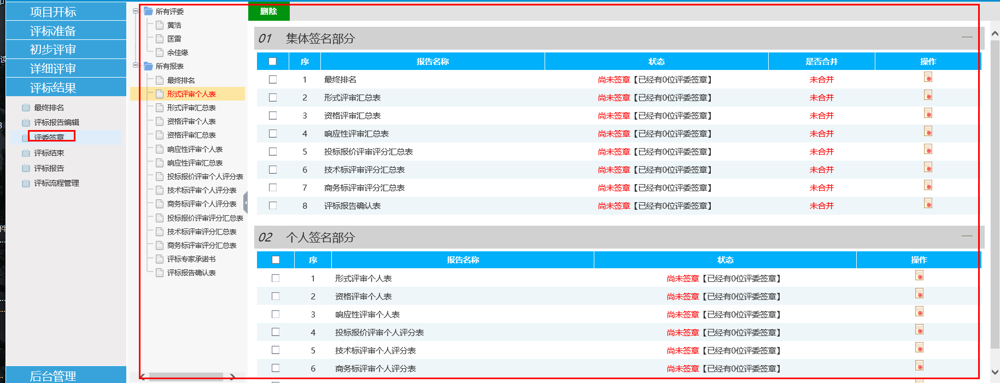 项目开标
评标准备
初步评审
详细评审
评标结果
最终排名
评标报告编辑
评委签章
评标结束
评标报告
评标流程管理
后台管理
所有评委
黄浩
匡雷
余佳缘
所有报表
最终排名
形式评审个人表
形式评审汇总表
资格评审个人表
资格评审汇总表
响应性评审个人表
响应性评审汇总表
投标报价评审个人评分表
技术标评审个人评分表
商务标评审个人评分表
投标报价评审评分汇总表
技术标评审评分汇总表
商务标评审评分汇总表
评标专家承诺书
评标报告确认表
删除
01 集体签名部分
序 报告名称 状态 是否合并 操作
1 最终排名 尚未签章【已经有0位评委签章】 未合并
2 形式评审汇总表 尚未签章【已经有0位评委签章】 未合并
3 资格评审汇总表 尚未签章【已经有0位评委签章】 未合并
4 响应性评审汇总表 尚未签章【已经有0位评委签章】 未合并
5 投标报价评审评分汇总表 尚未签章【已经有0位评委签章】 未合并
6 技术标评审评分汇总表 尚未签章【已经有0位评委签章】 未合并
7 商务标评审评分汇总表 尚未签章【已经有0位评委签章】 未合并
8 评标报告确认表 尚未签章【已经有0位评委签章】 未合并
02 个人签名部分
序 报告名称 状态 操作
1 形式评审个人表 尚未签章【已经有0位评委签章】
2 资格评审个人表 尚未签章【已经有0位评委签章】
3 响应性评审个人表 尚未签章【已经有0位评委签章】
4 投标报价评审个人评分表 尚未签章【已经有0位评委签章】
5 技术标评审个人评分表 尚未签章【已经有0位评委签章】
6 商务标评审个人评分表 尚未签章【已经有0位评委签章】